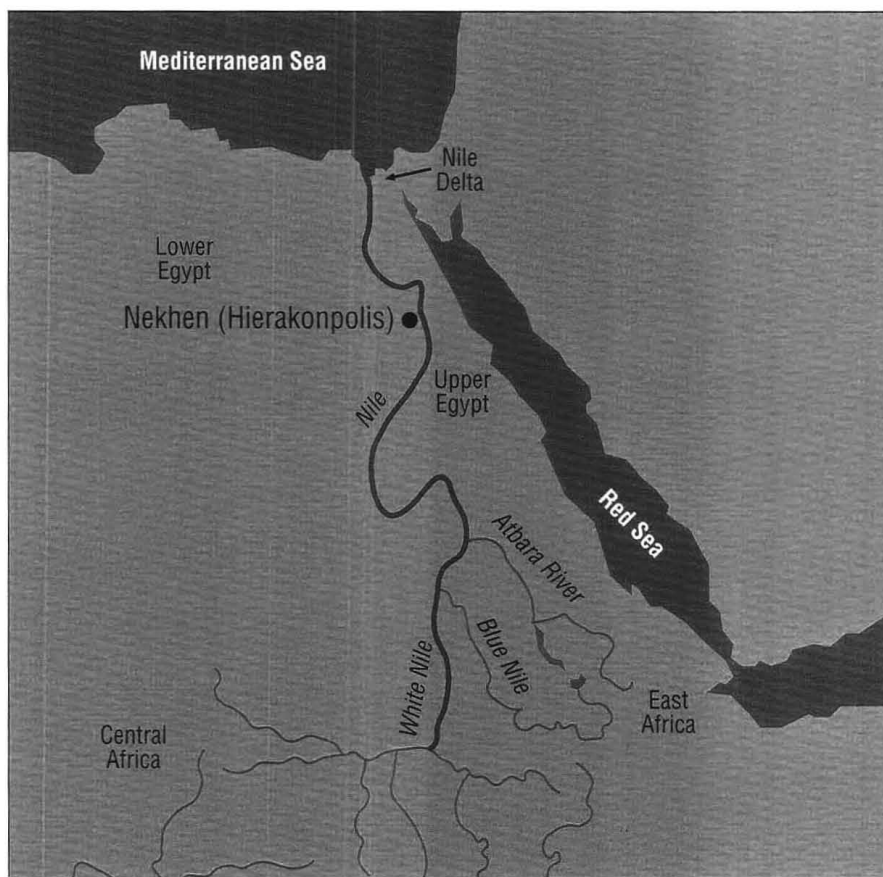 Mediterranean Sea
Nile
Delta
Lower
Egypt
Nekhen (Hierakonpolis)
Upper
Egypt
Nile
Red Sea
Atbara River
Blue Nile
White Nile
East
Africa
Central
Africa